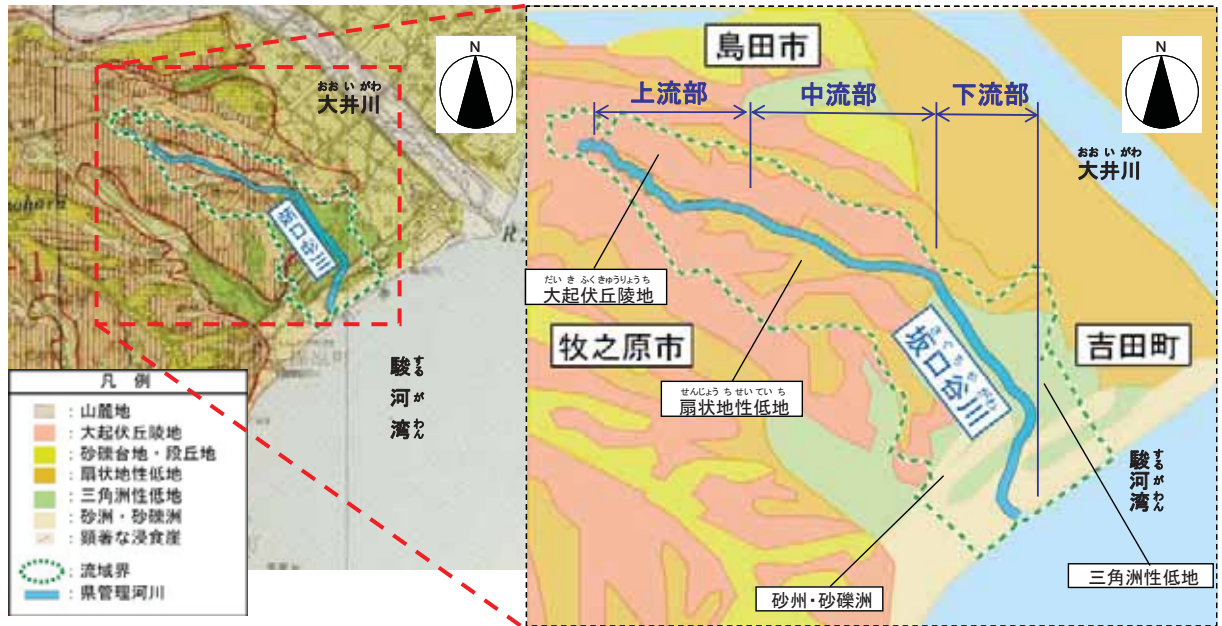 おおいがわ
大井川
N
坂口谷川
するがわん
駿河湾
凡 例
：山麓地
：大起伏丘陵地
：砂礫台地・段丘地
：扇状地性低地
：三角洲性低地
：砂洲・砂礫洲
：顕著な浸食崖
：流域界
：県管理河川
島田市
N
上流部
中流部
下流部
おおいがわ
大井川
だいきふくきゅうりょうち
大起伏丘陵地
牧之原市
せんじょうちせいていち
扇状地性低地
さぐちやがわ
坂口谷川
吉田町
するがわん
駿河湾
砂州・砂礫洲
三角洲性低地